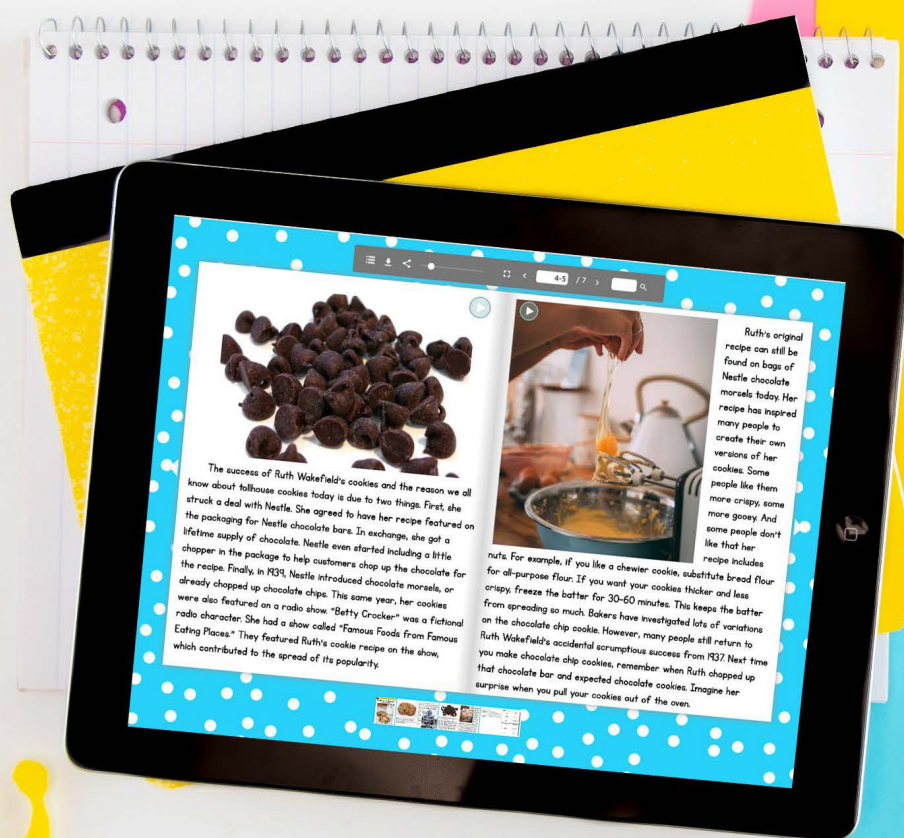 4-5 / 7
The success of Ruth Wakefield's cookies and the reason we all
know about tollhouse cookies today is due to two things. First, she
struck a deal with Nestle. She agreed to have her recipe featured on
the packaging for Nestle chocolate bars. In exchange, she got a
lifetime supply of chocolate. Nestle even started including a little
chopper in the package to help customers chop up the chocolate for
the recipe. Finally, in 1939, Nestle introduced chocolate morsels, or
already chopped up chocolate chips. This same year, her cookies
were also featured on a radio show. "Betty Crocker" was a fictional
radio character. She had a show called "Famous Foods from Famous
Eating Places." They featured Ruth's cookie recipe on the show,
which contributed to the spread of its popularity.
Ruth's original
recipe can still be
found on bags of
Nestle chocolate
morsels today. Her
recipe has inspired
many people to
create their own
versions of her
cookies. Some
people like them
more crispy, some
more gooey. And
some people don't
like that her
recipe includes
nuts. For example, if you like a chewier cookie, substitute bread flour
for all-purpose flour. If you want your cookies thicker and less
crispy, freeze the batter for 30-60 minutes. This keeps the batter
from spreading so much. Bakers have investigated lots of variations
on the chocolate chip cookie. However, many people still return to
Ruth Wakefield's accidental scrumptious success from 1937. Next time
you make chocolate chip cookies, remember when Ruth chopped up
that chocolate bar and expected chocolate cookies. Imagine her
surprise when you pull your cookies out of the oven.